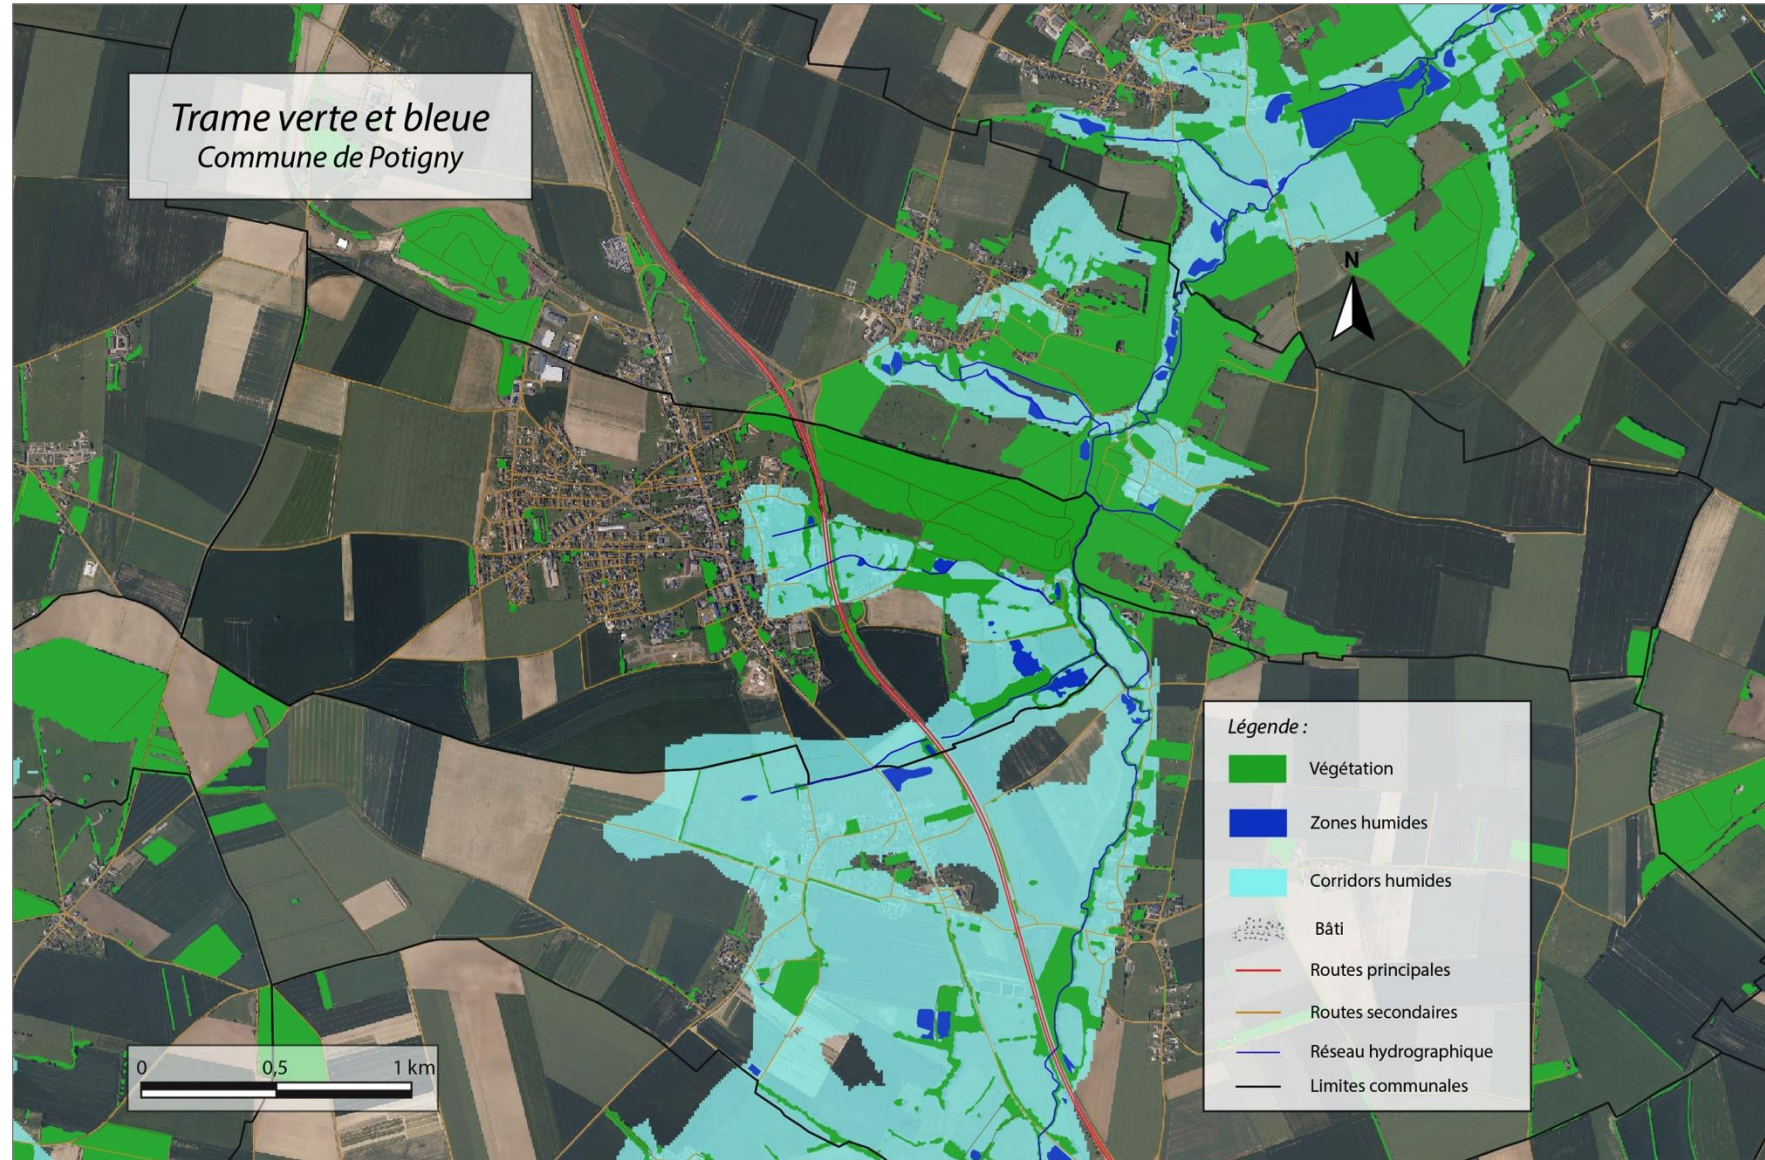 Trame verte et bleue
Commune de Potigny
N
Légende :
Végétation
Zones humides
Corridors humides
Bâti
Routes principales
Routes secondaires
Réseau hydrographique
Limites communales
0 0,5 1 km